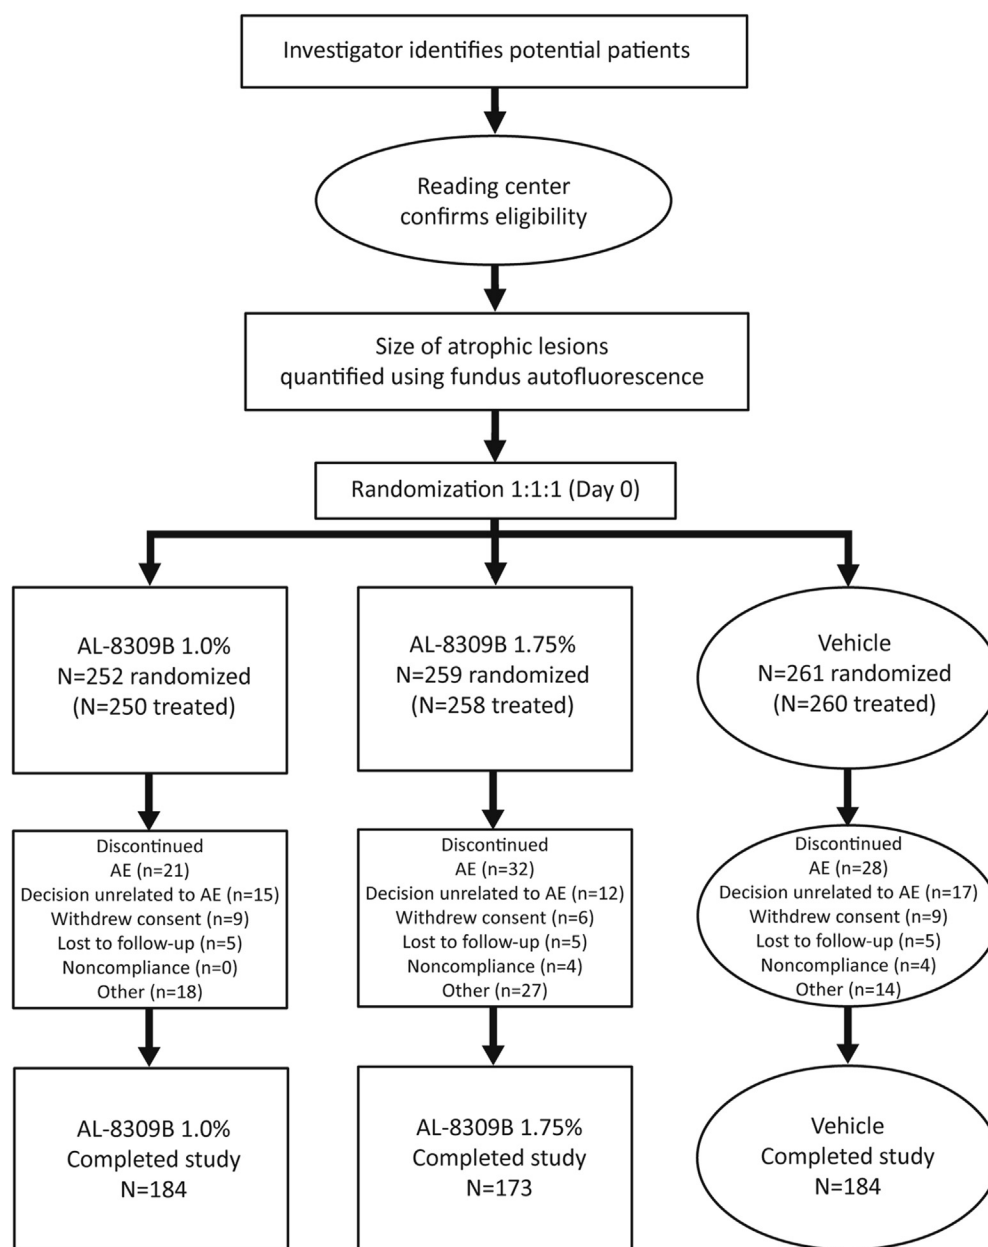 Investigator identifies potential patients
Reading center
confirms eligibility
Size of atrophic lesions
quantified using fundus autofluorescence
Randomization 1:1:1 (Day 0)
AL-8309B 1.0%
N=252 randomized
(N=250 treated)
AL-8309B 1.75%
N=259 randomized
(N=258 treated)
Vehicle
N=261 randomized
(N=260 treated)
Discontinued
AE (n=21)
Decision unrelated to AE (n=15)
Withdrew consent (n=9)
Lost to follow-up (n=5)
Noncompliance (n=0)
Other (n=18)
Discontinued
AE (n=32)
Decision unrelated to AE (n=12)
Withdrew consent (n=6)
Lost to follow-up (n=5)
Noncompliance (n=4)
Other (n=27)
Discontinued
AE (n=28)
Decision unrelated to AE (n=17)
Withdrew consent (n=9)
Lost to follow-up (n=5)
Noncompliance (n=4)
Other (n=14)
AL-8309B 1.0%
Completed study
N=184
AL-8309B 1.75%
Completed study
N=173
Vehicle
Completed study
N=184